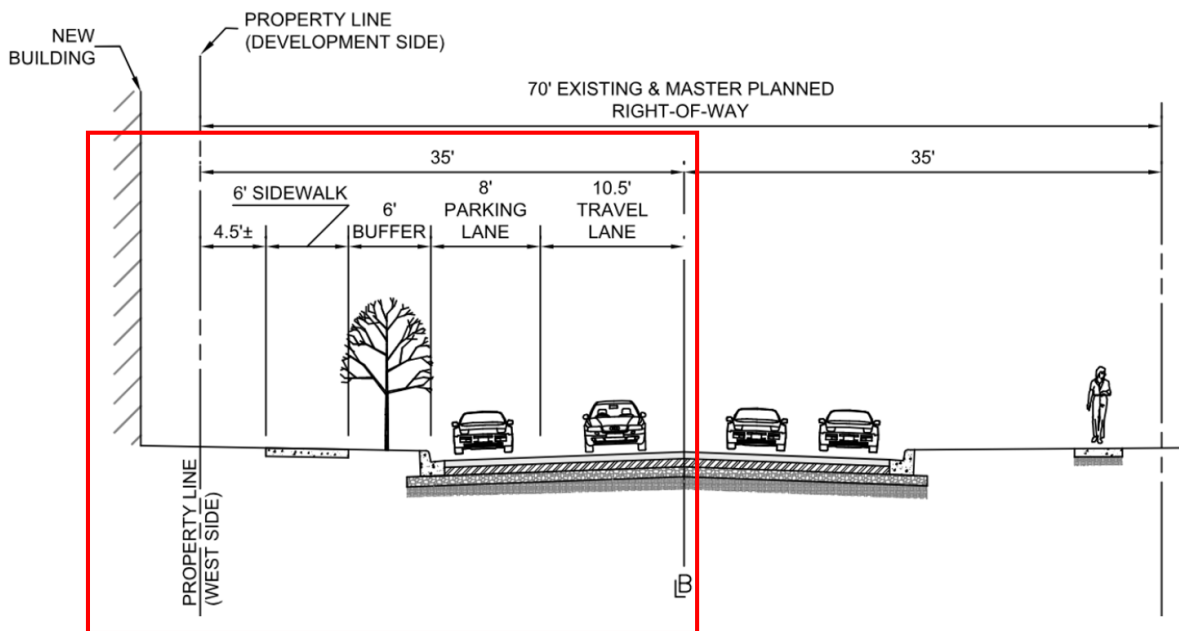 NEW
BUILDING
PROPERTY LINE
(DEVELOPMENT SIDE)
70' EXISTING & MASTER PLANNED
RIGHT-OF-WAY
35'
35'
6' SIDEWALK
4.5'±
6'
BUFFER
8'
PARKING
LANE
10.5'
TRAVEL
LANE
PROPERTY LINE
(WEST SIDE)